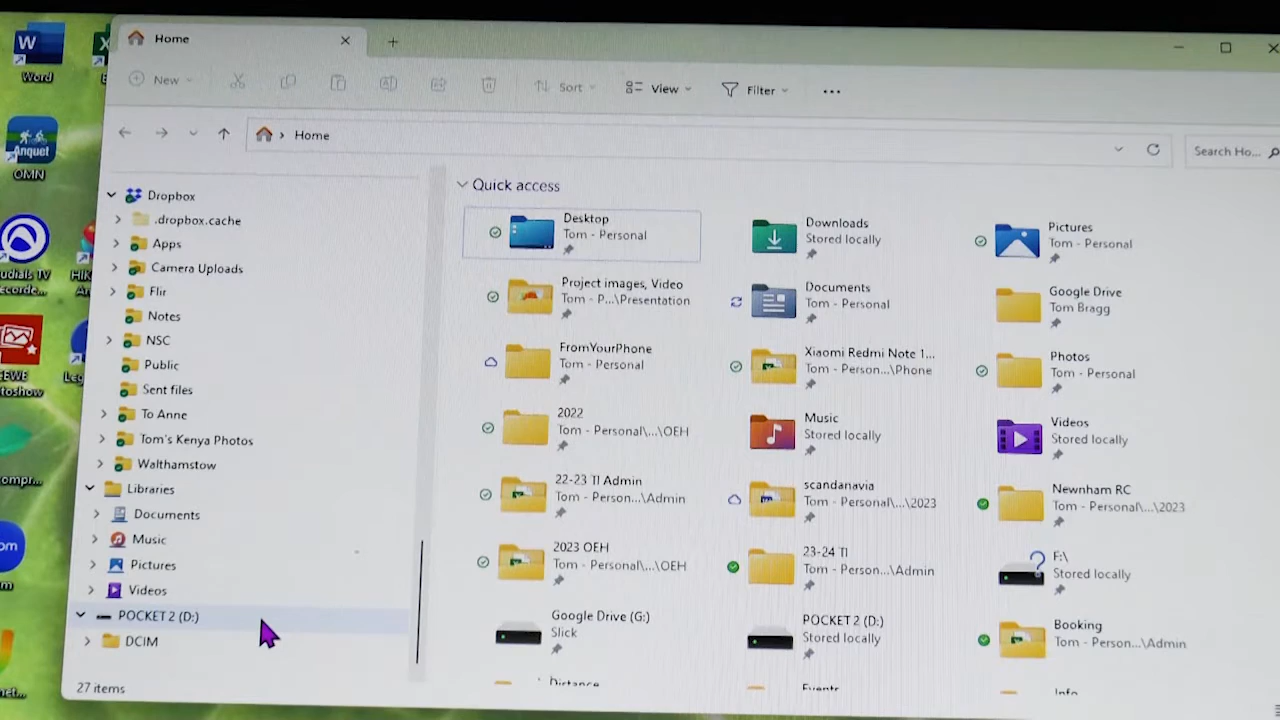 Word
Home
New
Sort
View
Filter
Home
Search Ho...
Anquet
OMN
Dropbox
.dropbox.cache
Apps
Camera Uploads
Flir
Notes
NSC
Public
Sent files
To Anne
Tom's Kenya Photos
Walthamstow
Libraries
Documents
Music
Pictures
Videos
POCKET 2 (D:)
DCIM
27 items
Quick access
Desktop
Tom - Personal
Downloads
Stored locally
Pictures
Tom - Personal
Project images, Video
Tom - P...\Presentation
Documents
Tom - Personal
Google Drive
Tom Bragg
FromYourPhone
Tom - Personal
Xiaomi Redmi Note 1...
Tom - Person...\Phone
Photos
Tom - Personal
2022
Tom - Personal\...\OEH
Music
Stored locally
Videos
Stored locally
22-23 TI Admin
Tom - Person...\Admin
scandanavia
Tom - Personal\...\2023
Newnham RC
Tom - Personal\...\2023
2023 OEH
Tom - Personal\...\OEH
23-24 TI
Tom - Person...\Admin
F:\
Stored locally
Google Drive (G:)
Slick
POCKET 2 (D:)
Stored locally
Booking
Tom - Person...\Admin